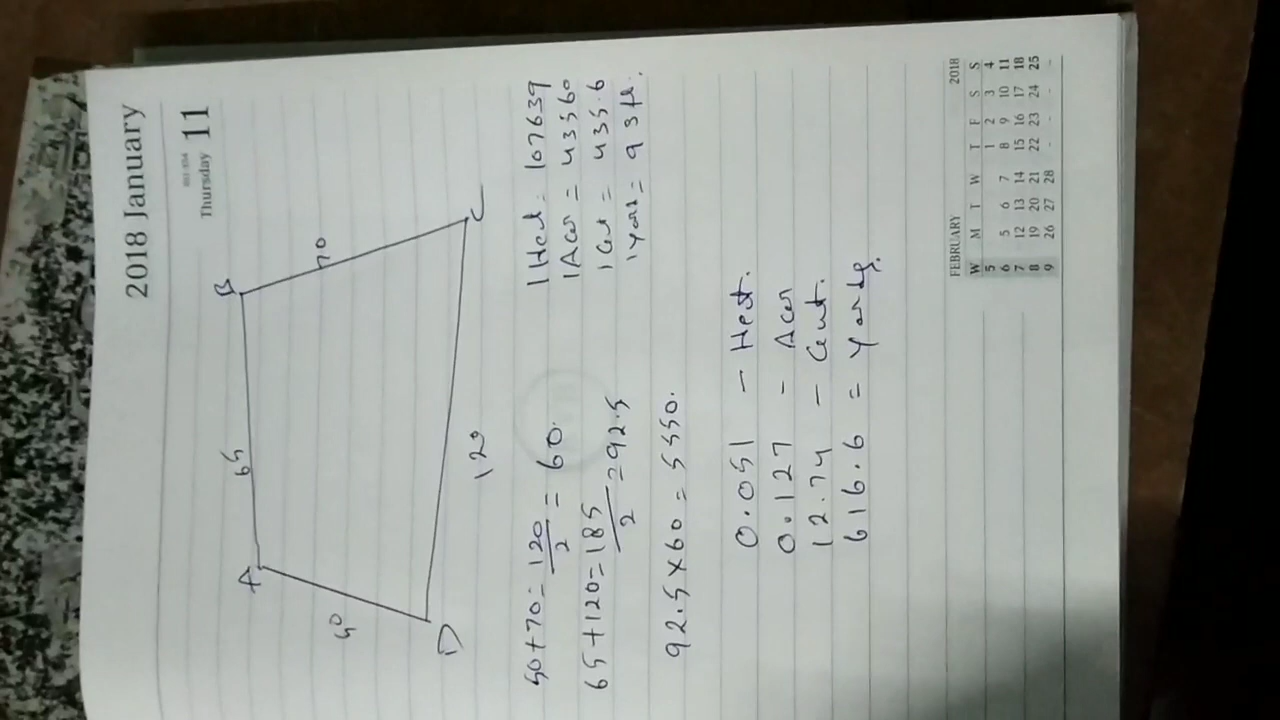 2018 January
Thursday 11
A
65
B
70
C
50
D
120
50+70=120/2=60.
65+120=185/2=92.5
92.5×60=5550.
1 Hect = 107639
1 Acer = 43560
1 Cent = 435.6
1 Yard = 9 3ft.
0.051 - Hect.
0.127 - Acer
12.74 - Cent.
616.6 = Yards.
FEBRUARY 2018
W M T W T F S S
5 1 2 3 4
6 5 6 7 8 9 10 11
7 12 13 14 15 16 17 18
8 19 20 21 22 23 24 25
9 26 27 28 - - - -